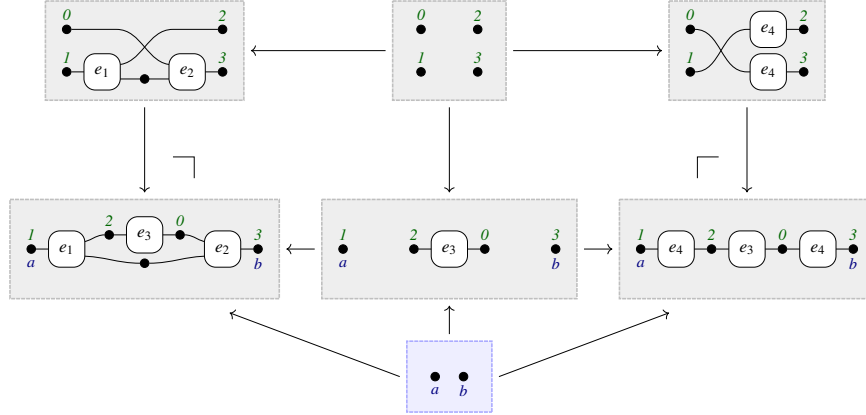 0 2
1 e₁ e₂ 3
0 2
1 3
0 e₄ 2
1 e₄ 3
1 e₁ 2 e₃ 0 e₂ 3
a b
1 2 e₃ 0 3
a b
1 e₄ 2 e₃ 0 e₄ 3
a b
a b